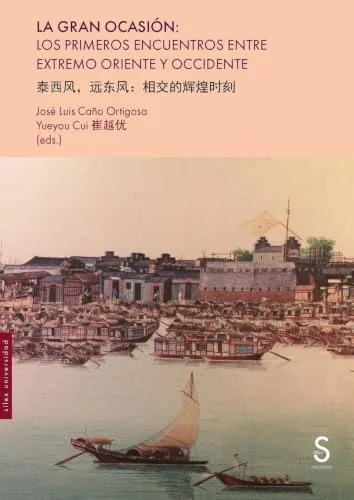 LA GRAN OCASIÓN:
LOS PRIMEROS ENCUENTROS ENTRE
EXTREMO ORIENTE Y OCCIDENTE
泰西风，远东风：相交的辉煌时刻
José Luis Caño Ortigosa
Yueyou Cui 崔越优
(eds.)
sílex universidad
S
sílex